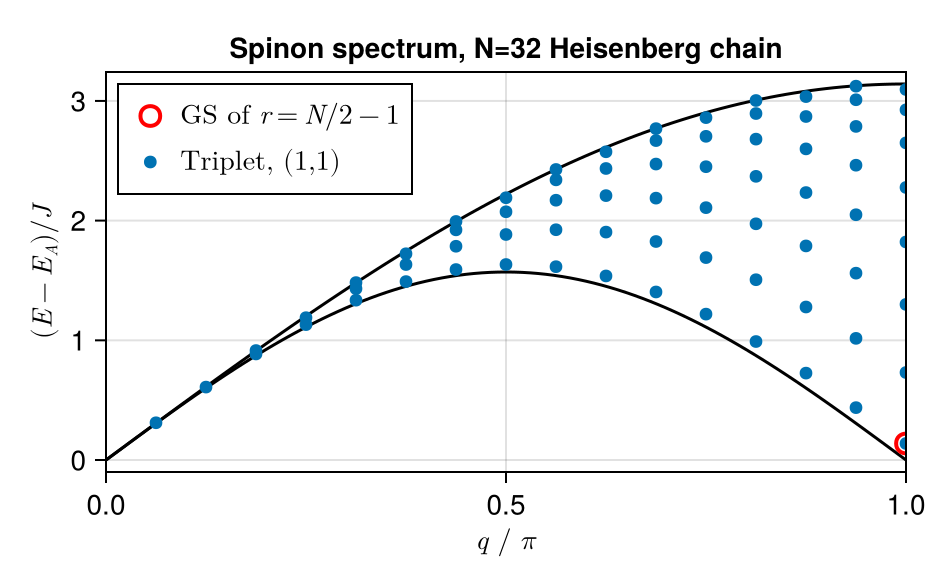 Spinon spectrum, N=32 Heisenberg chain
GS of r = N/2 − 1
Triplet, (1,1)
(E − E_A)/J
3
2
1
0
0.0
0.5
1.0
q / π